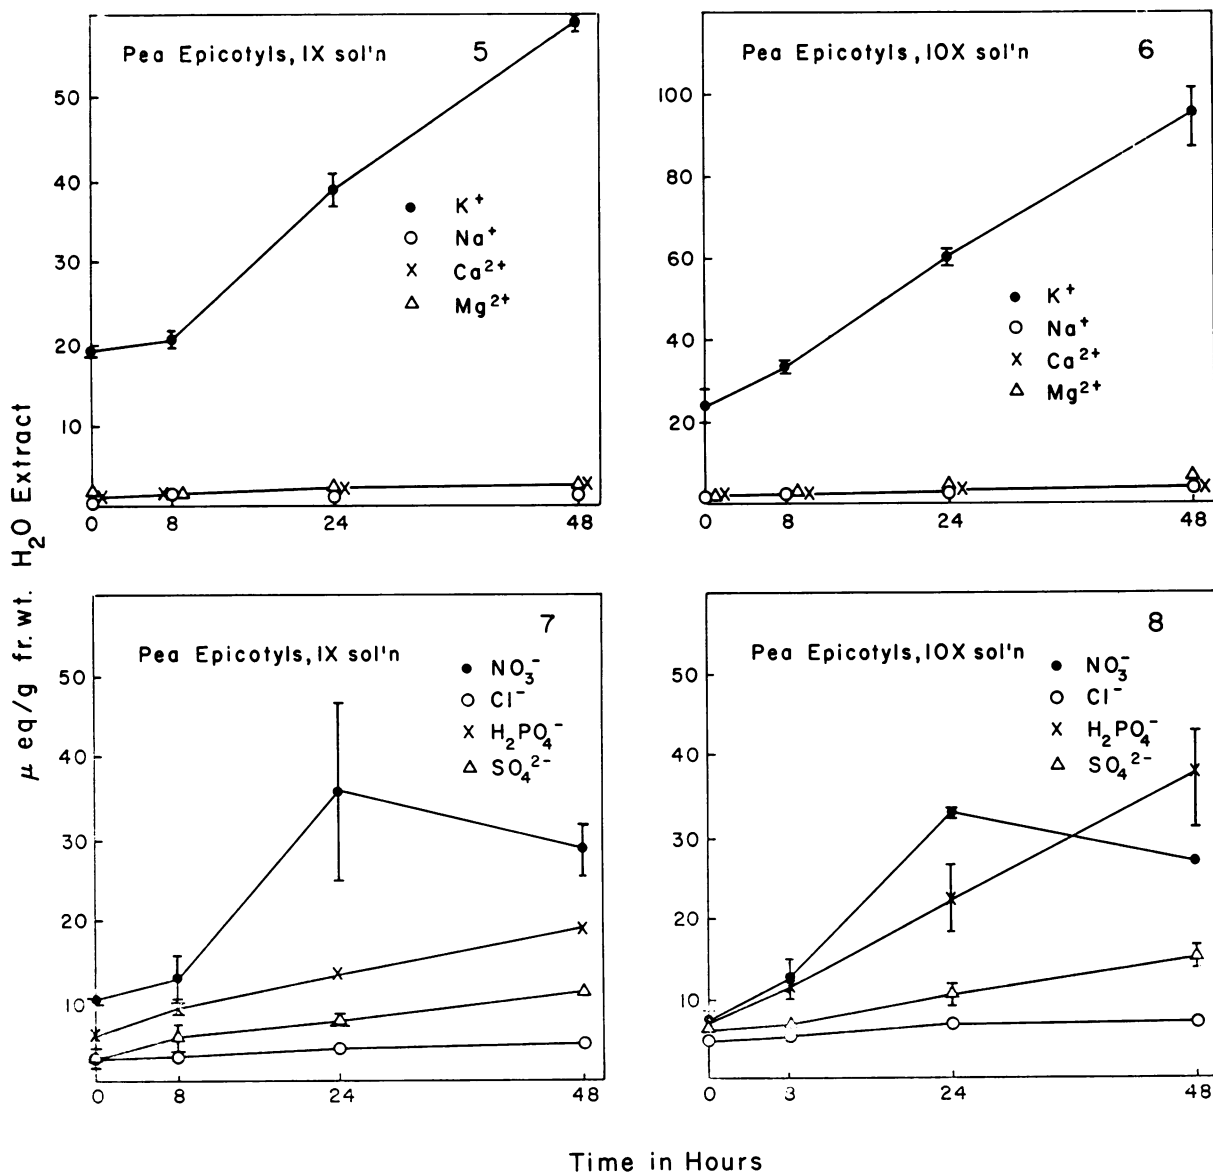 Pea Epicotyls, 1X sol'n 5
50
40
30
20
10
K+
Na+
Ca2+
Mg2+
0 8 24 48
Pea Epicotyls, 10X sol'n 6
100
80
60
40
20
K+
Na+
Ca2+
Mg2+
0 8 24 48
μ eq/g fr. wt. H2O Extract
7
Pea Epicotyls, 1X sol'n
50
40
30
20
10
NO3-
Cl-
H2PO4-
SO42-
0 8 24 48
8
Pea Epicotyls, 10X sol'n
50
40
30
20
10
NO3-
Cl-
H2PO4-
SO42-
0 24 48
Time in Hours